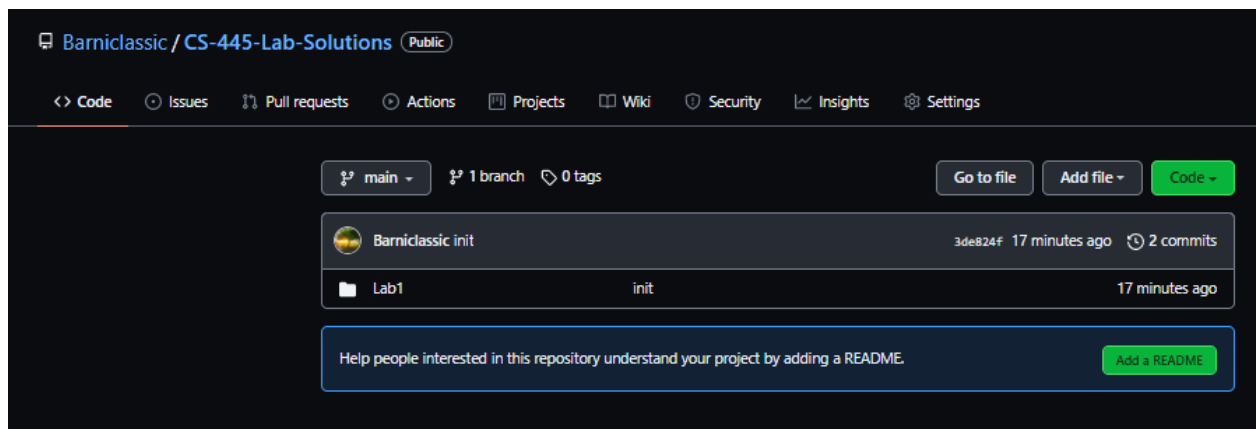 Barniclassic / CS-445-Lab-Solutions Public
<> Code Issues Pull requests Actions Projects Wiki Security Insights Settings
main 1 branch 0 tags Go to file Add file Code
Barniclassic init 3de824f 17 minutes ago 2 commits
Lab1 init 17 minutes ago
Help people interested in this repository understand your project by adding a README. Add a README